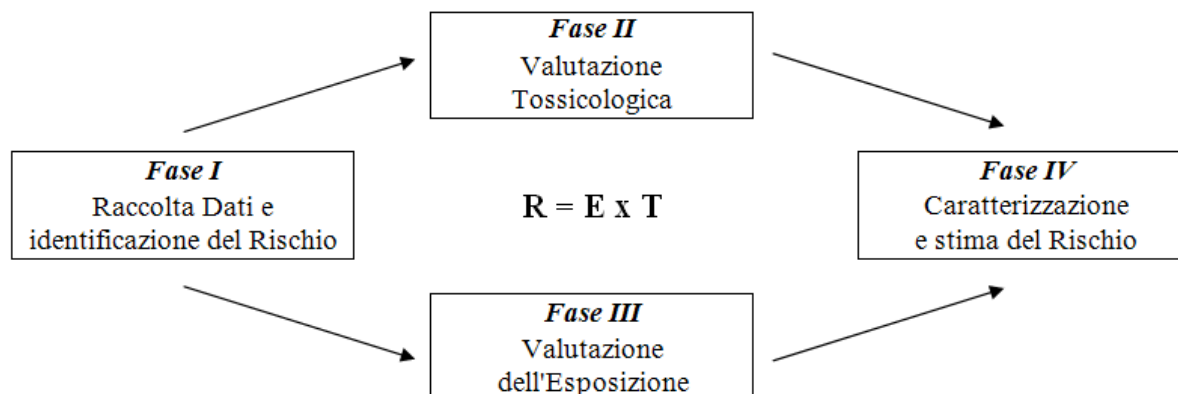 Fase II
Valutazione
Tossicologica
Fase I
Raccolta Dati e
identificazione del Rischio
R = E x T
Fase IV
Caratterizzazione
e stima del Rischio
Fase III
Valutazione
dell'Esposizione